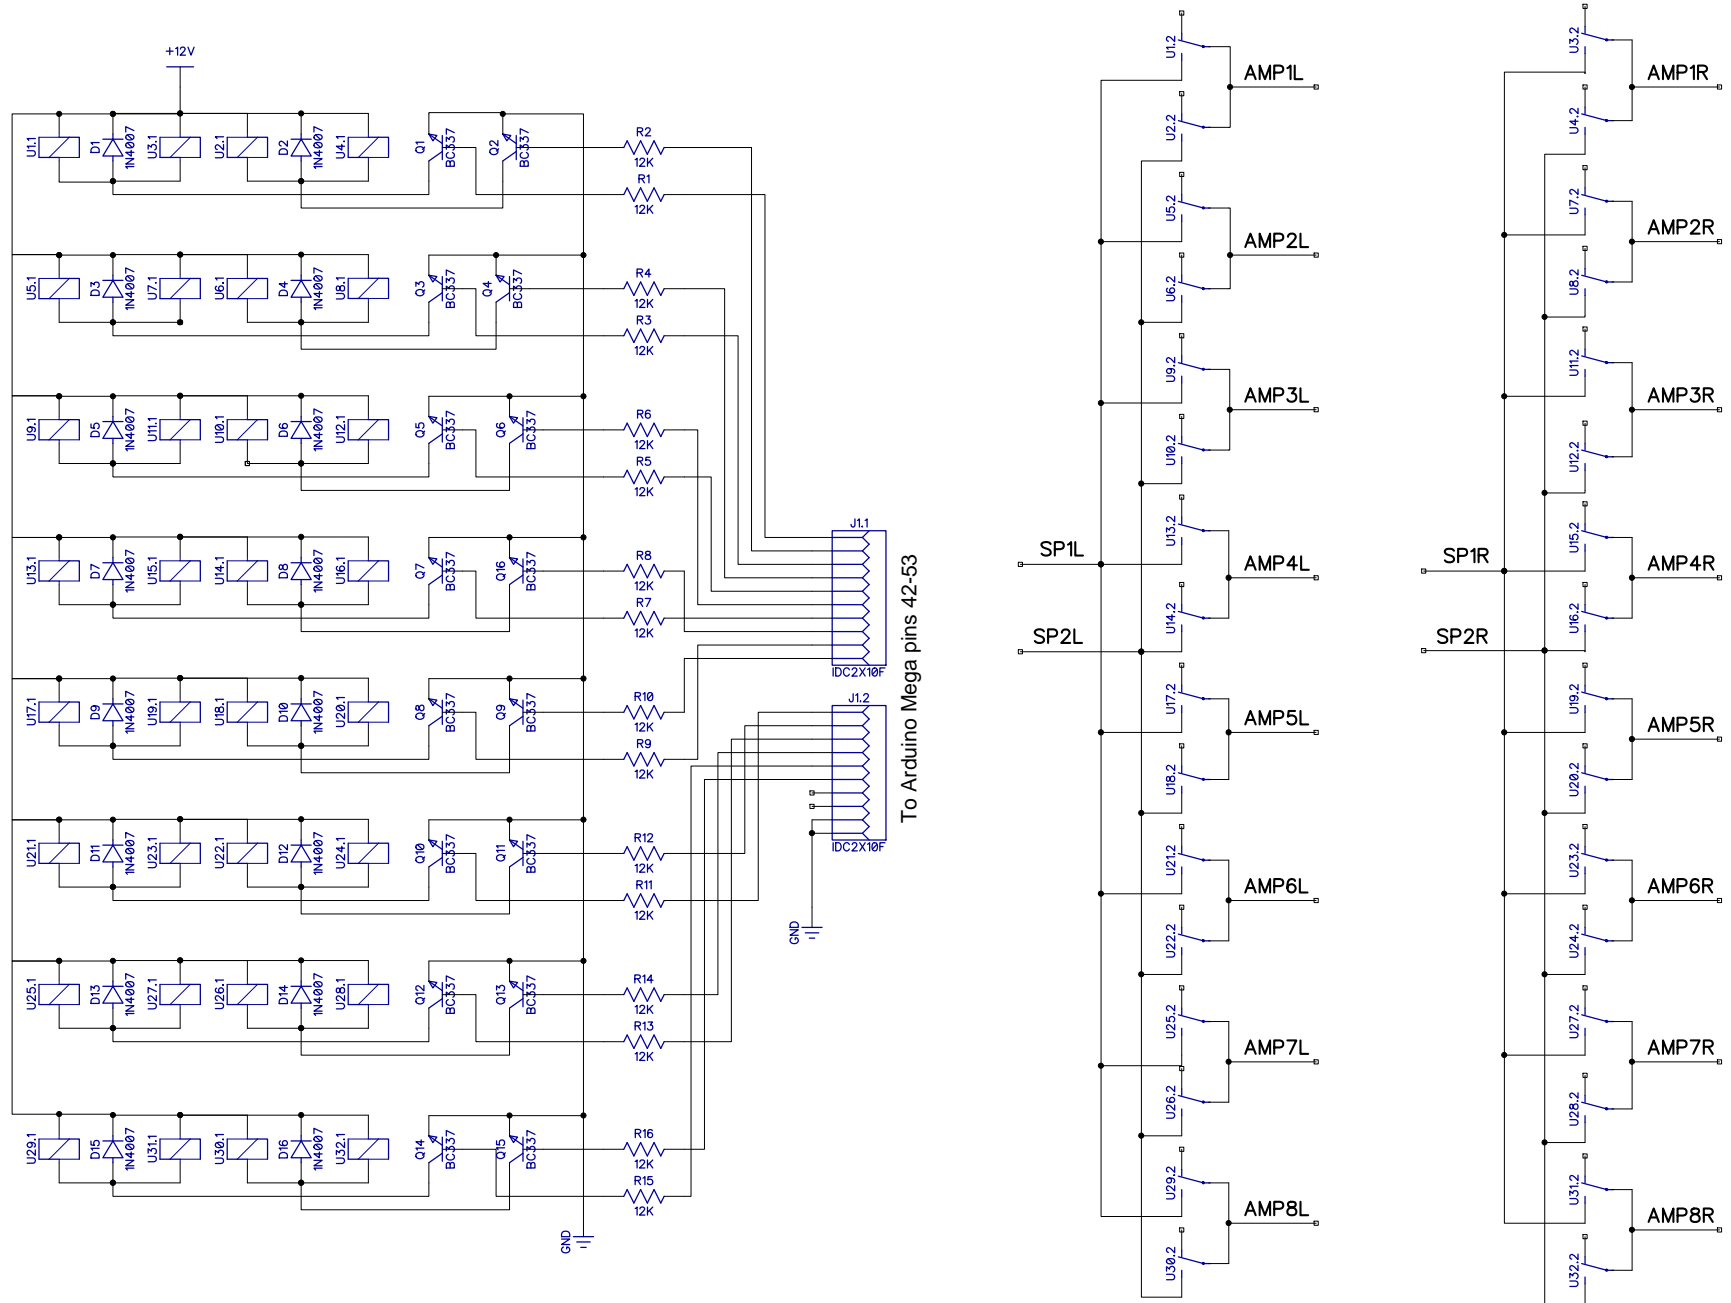 +12V
U1.1 D1 1N4007 U3.1 U2.1 D2 1N4007 U4.1 Q1 BC337 Q2 BC337
R2
12K
R1
12K
U5.1 D3 1N4007 U7.1 U6.1 D4 1N4007 U8.1 Q3 BC337 Q4 BC337
R4
12K
R3
12K
U9.1 D5 1N4007 U11.1 U10.1 D6 1N4007 U12.1 Q5 BC337 Q6 BC337
R6
12K
R5
12K
U13.1 D7 1N4007 U15.1 U14.1 D8 1N4007 U16.1 Q7 BC337 Q16 BC337
R8
12K
R7
12K
U17.1 D9 1N4007 U19.1 U18.1 D10 1N4007 U20.1 Q8 BC337 Q9 BC337
R10
12K
R9
12K
U21.1 D11 1N4007 U23.1 U22.1 D12 1N4007 U24.1 Q10 BC337 Q11 BC337
R12
12K
R11
12K
U25.1 D13 1N4007 U27.1 U26.1 D14 1N4007 U28.1 Q12 BC337 Q13 BC337
R14
12K
R13
12K
U29.1 D15 1N4007 U31.1 U30.1 D16 1N4007 U32.1 Q14 BC337 Q15 BC337
R16
12K
R15
12K
GND
J1.1
IDC2X10F
J1.2
IDC2X10F
GND
To Arduino Mega pins 42-53
U1.2
AMP1L
U2.2
U5.2
AMP2L
U6.2
U9.2
AMP3L
U10.2
U13.2
SP1L
AMP4L
U14.2
SP2L
U17.2
AMP5L
U18.2
U21.2
AMP6L
U22.2
U25.2
AMP7L
U26.2
U29.2
AMP8L
U30.2
U3.2
AMP1R
U4.2
U7.2
AMP2R
U8.2
U11.2
AMP3R
U12.2
U15.2
SP1R
AMP4R
U16.2
SP2R
U19.2
AMP5R
U20.2
U23.2
AMP6R
U24.2
U27.2
AMP7R
U28.2
U31.2
AMP8R
U32.2